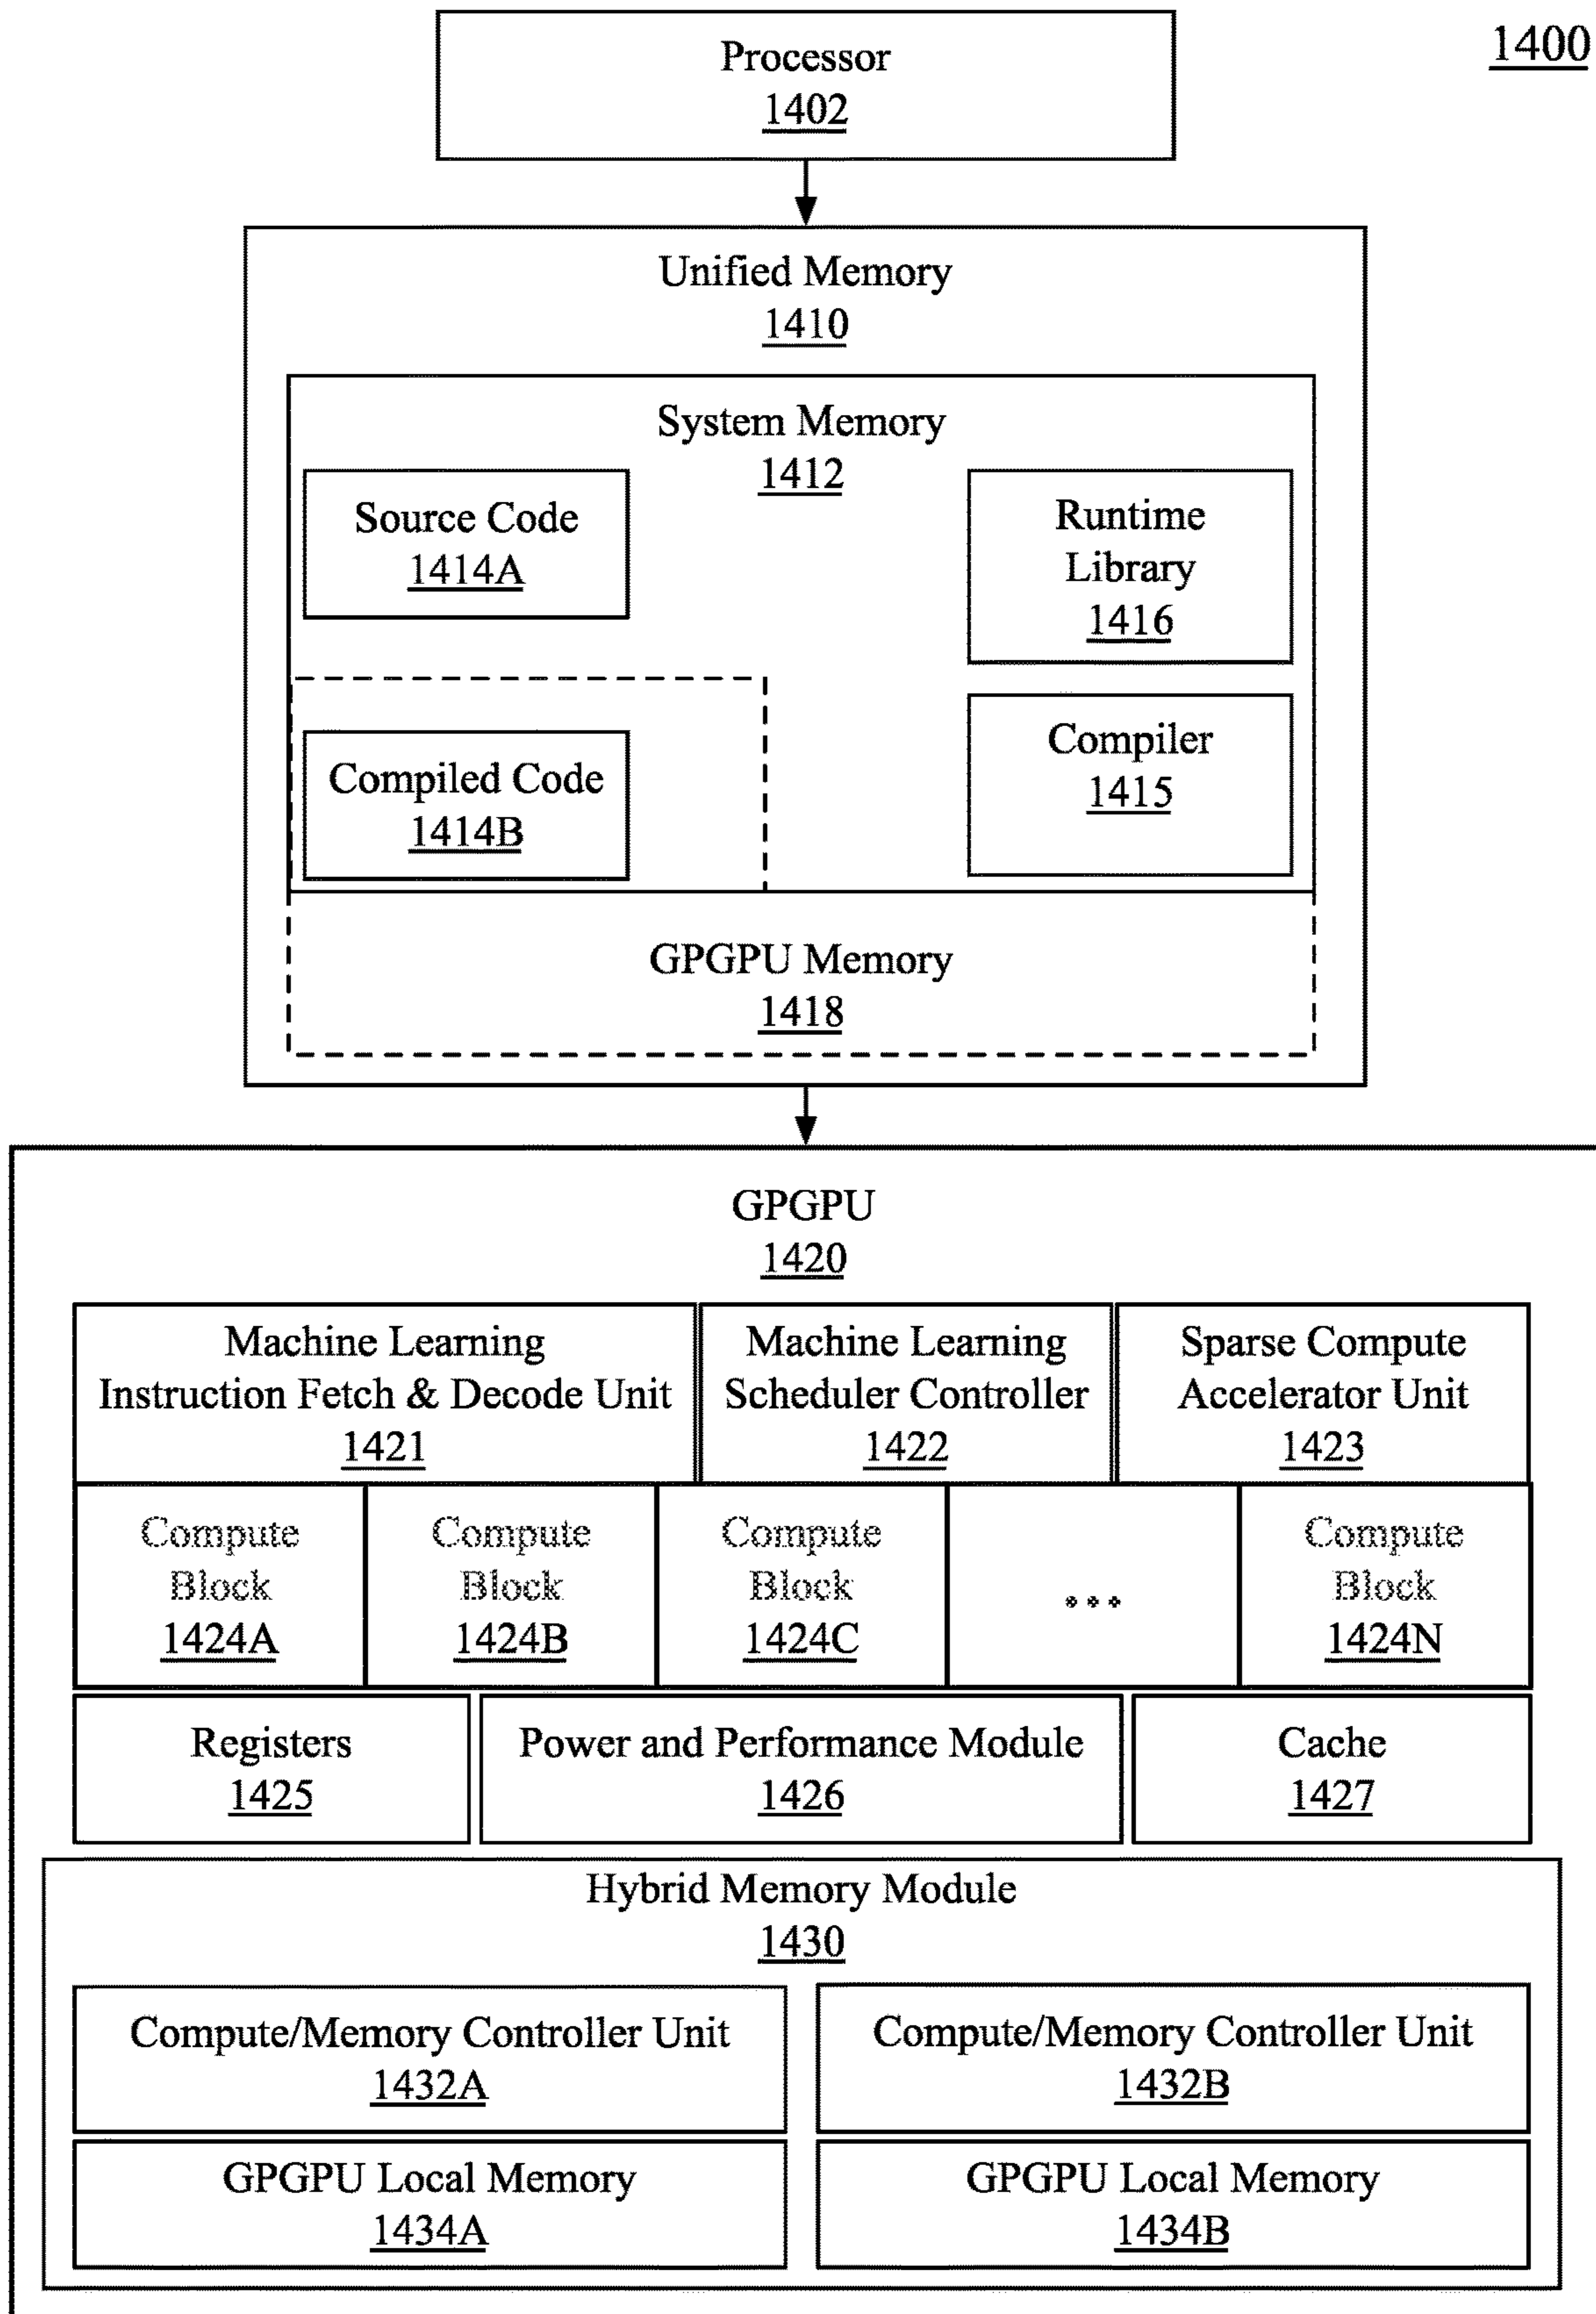 1400
Processor
1402
Unified Memory
1410
System Memory
1412
Source Code
1414A
Runtime
Library
1416
Compiled Code
1414B
Compiler
1415
GPGPU Memory
1418
GPGPU
1420
Machine Learning
Instruction Fetch & Decode Unit
1421
Machine Learning
Scheduler Controller
1422
Sparse Compute
Accelerator Unit
1423
Compute
Block
1424A
Compute
Block
1424B
Compute
Block
1424C
...
Compute
Block
1424N
Registers
1425
Power and Performance Module
1426
Cache
1427
Hybrid Memory Module
1430
Compute/Memory Controller Unit
1432A
Compute/Memory Controller Unit
1432B
GPGPU Local Memory
1434A
GPGPU Local Memory
1434B